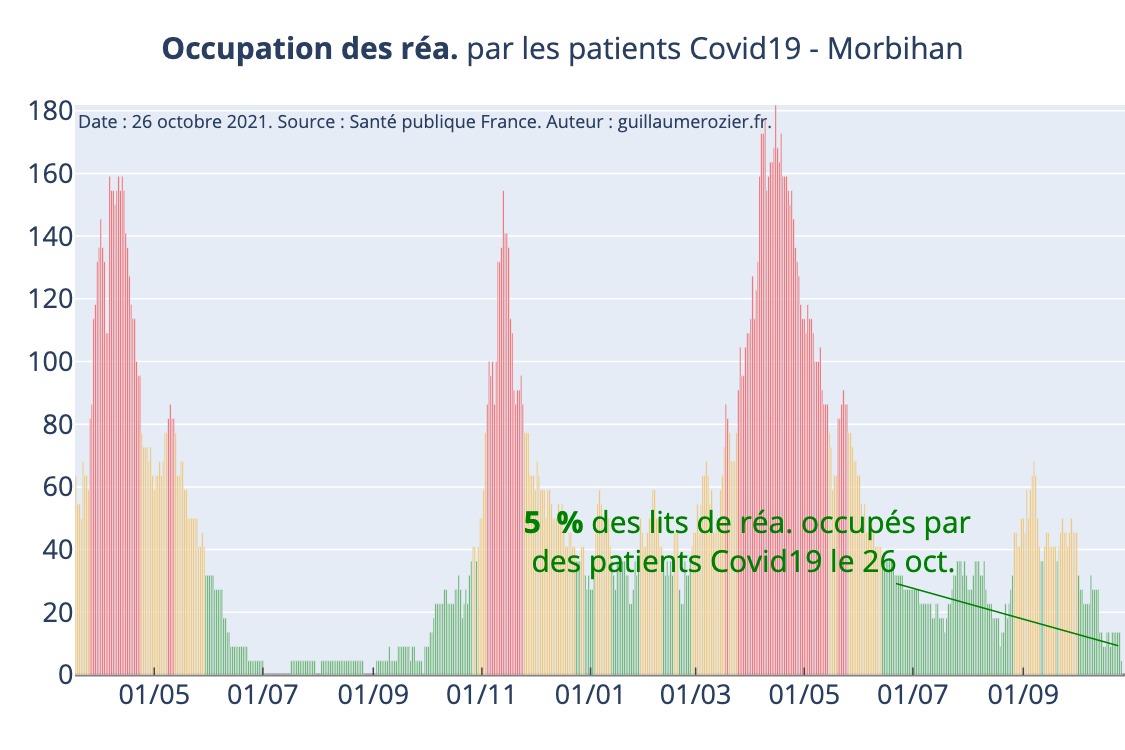 Occupation des réa. par les patients Covid19 - Morbihan
Date : 26 octobre 2021. Source : Santé publique France. Auteur : guillaumerozier.fr.
180
160
140
120
100
80
60
40
20
0
5 % des lits de réa. occupés par
des patients Covid19 le 26 oct.
01/05 01/07 01/09 01/11 01/01 01/03 01/05 01/07 01/09